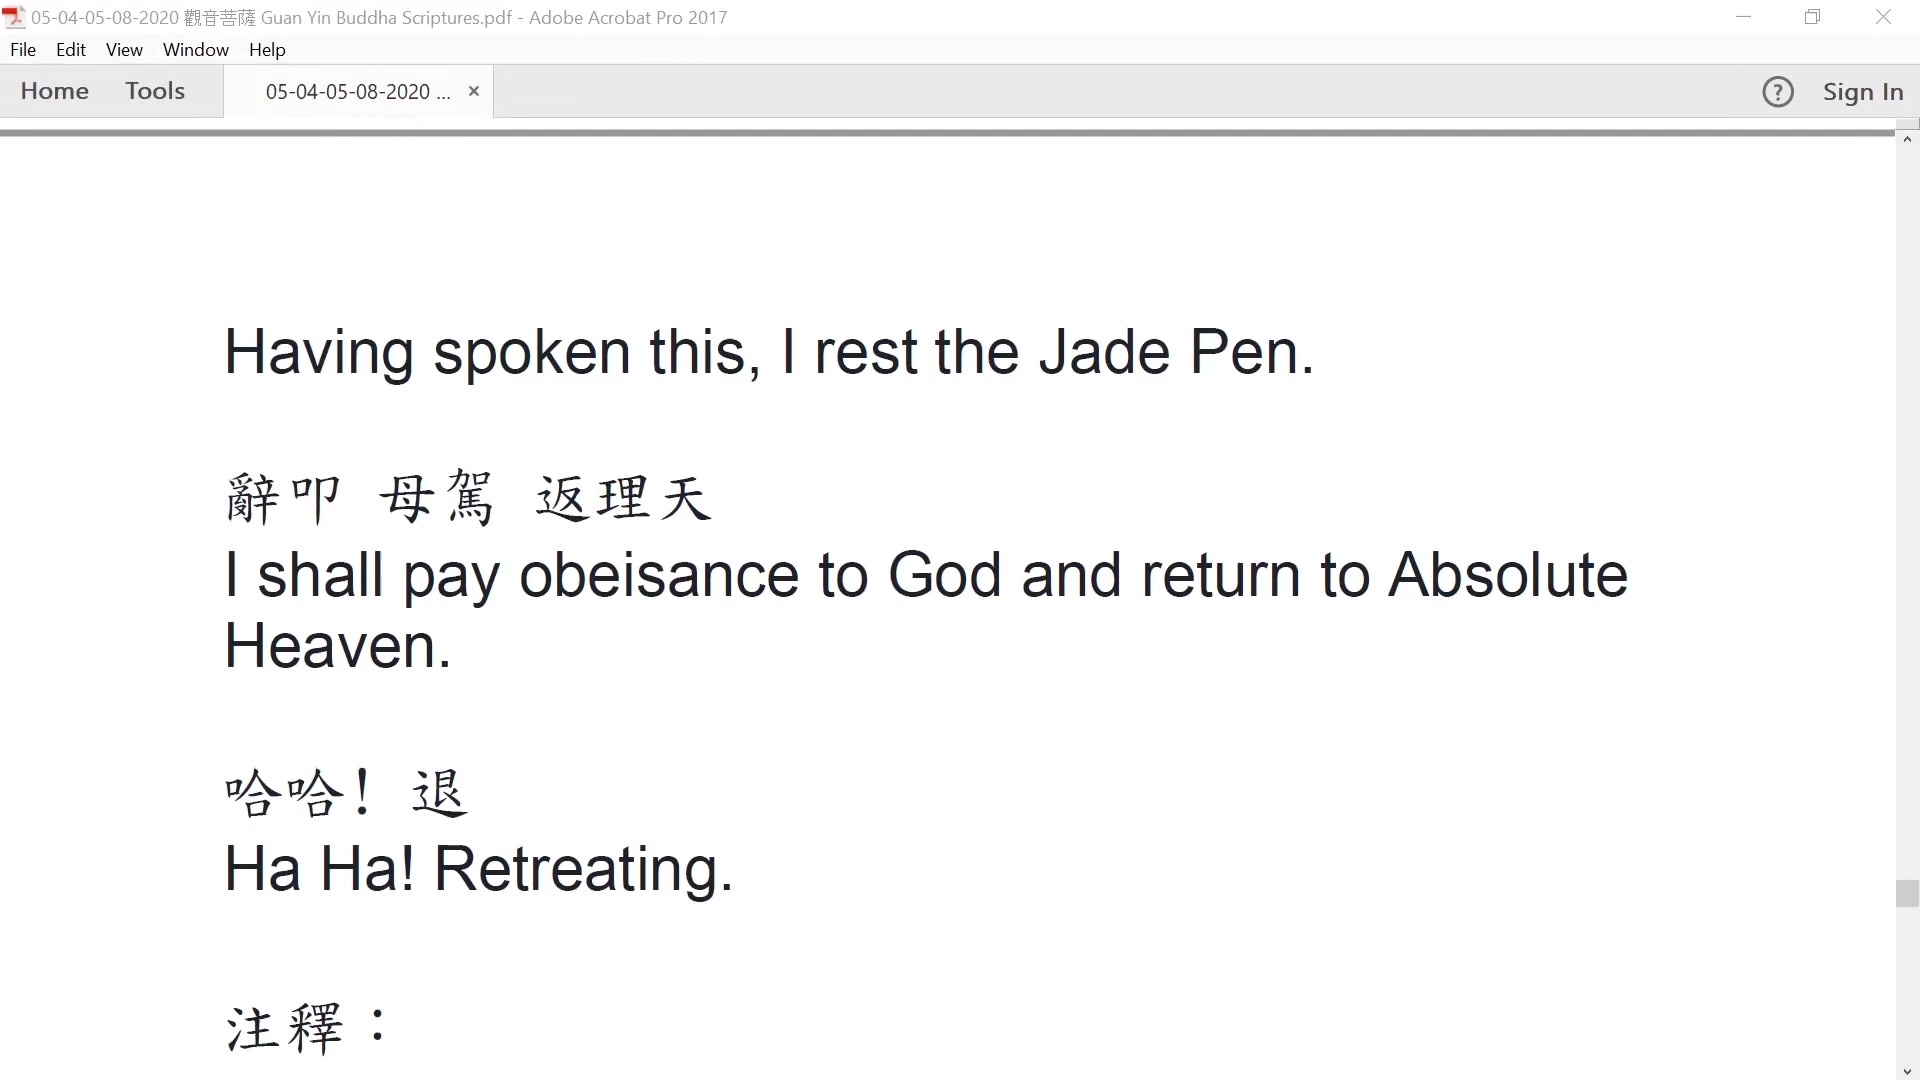 05-04-05-08-2020 觀音菩薩 Guan Yin Buddha Scriptures.pdf - Adobe Acrobat Pro 2017
File Edit View Window Help
Home Tools 05-04-05-08-2020 ... × ? Sign In
Having spoken this, I rest the Jade Pen.
辭叩 母駕 返理天
I shall pay obeisance to God and return to Absolute
Heaven.
哈哈！退
Ha Ha! Retreating.
注釋：